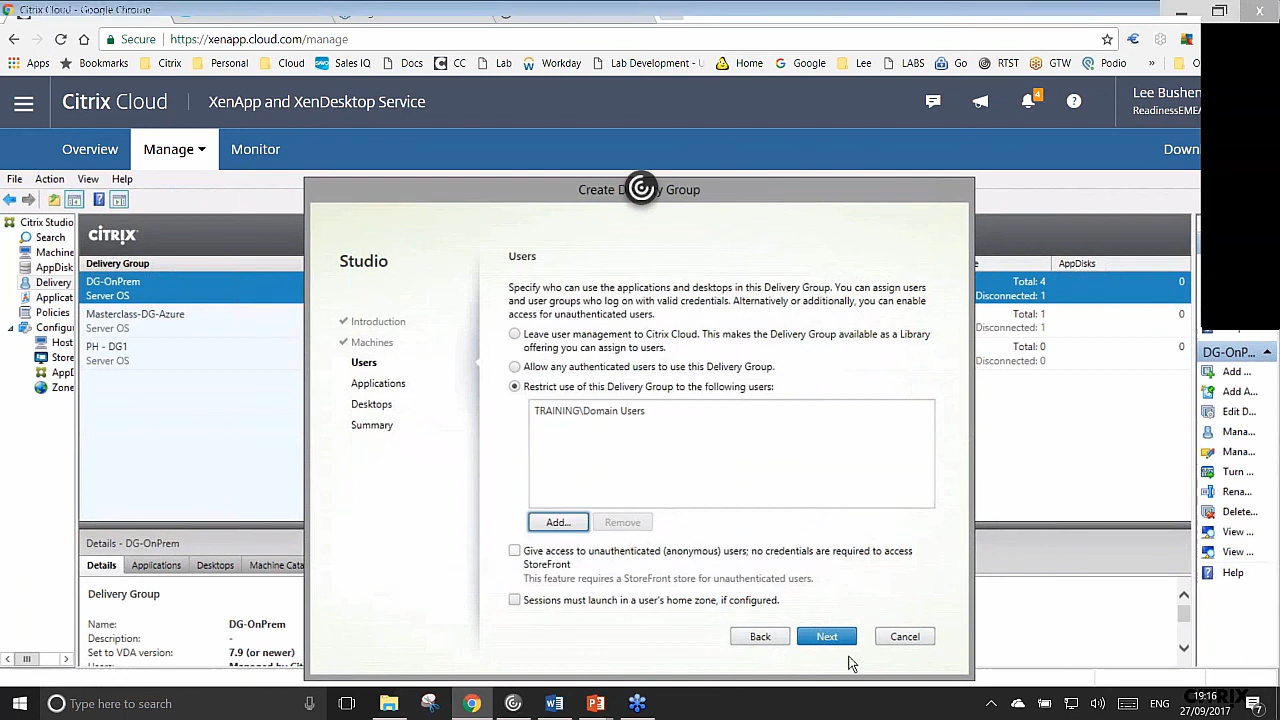 Citrix Cloud - Google Chrome
Secure
https://xenapp.cloud.com/manage
Apps
Bookmarks
Citrix
Personal
Cloud
Sales IQ
Docs
CC
Lab
Workday
Lab Development -
Home
Google
Lee
LABS
Go
RTST
GTW
Podio
»
Citrix Cloud
XenApp and XenDesktop Service
4
Lee Bushen
ReadinessEMEA
Overview
Manage
Monitor
Down
File
Action
View
Help
Create D y Group
Citrix Studio
Search
Machine
AppDisk
Delivery
Applicat
Policies
Configur
Host
Store
AppD
Zone
CİTRIX
Delivery Group
AppDisks
DG-OnPrem
Server OS
Total: 4
Disconnected: 1
0
Masterclass-DG-Azure
Server OS
Total: 1
Disconnected: 1
0
PH - DG1
Server OS
Total: 0
Disconnected: 0
0
Studio
Introduction
Machines
Users
Applications
Desktops
Summary
Users
Specify who can use the applications and desktops in this Delivery Group. You can assign users
and user groups who log on with valid credentials. Alternatively or additionally, you can enable
access for unauthenticated users.
Leave user management to Citrix Cloud. This makes the Delivery Group available as a Library
offering you can assign to users.
Allow any authenticated users to use this Delivery Group.
Restrict use of this Delivery Group to the following users:
TRAINING\Domain Users
Add...
Remove
Give access to unauthenticated (anonymous) users; no credentials are required to access
StoreFront
This feature requires a StoreFront store for unauthenticated users.
Sessions must launch in a user's home zone, if configured.
Back
Next
Cancel
DG-OnP...
Add ...
Add A...
Edit D...
Mana...
Mana...
Turn ...
Rena...
Delete...
View ...
View ...
Help
Details - DG-OnPrem
Details
Applications
Desktops
Machine Cata
Delivery Group
Name:
DG-OnPrem
Description:
-
Set to VDA version:
7.9 (or newer)
Users:
Managed by Ci
Type here to search
ENG
19:16
27/09/2017
7
CITRIX